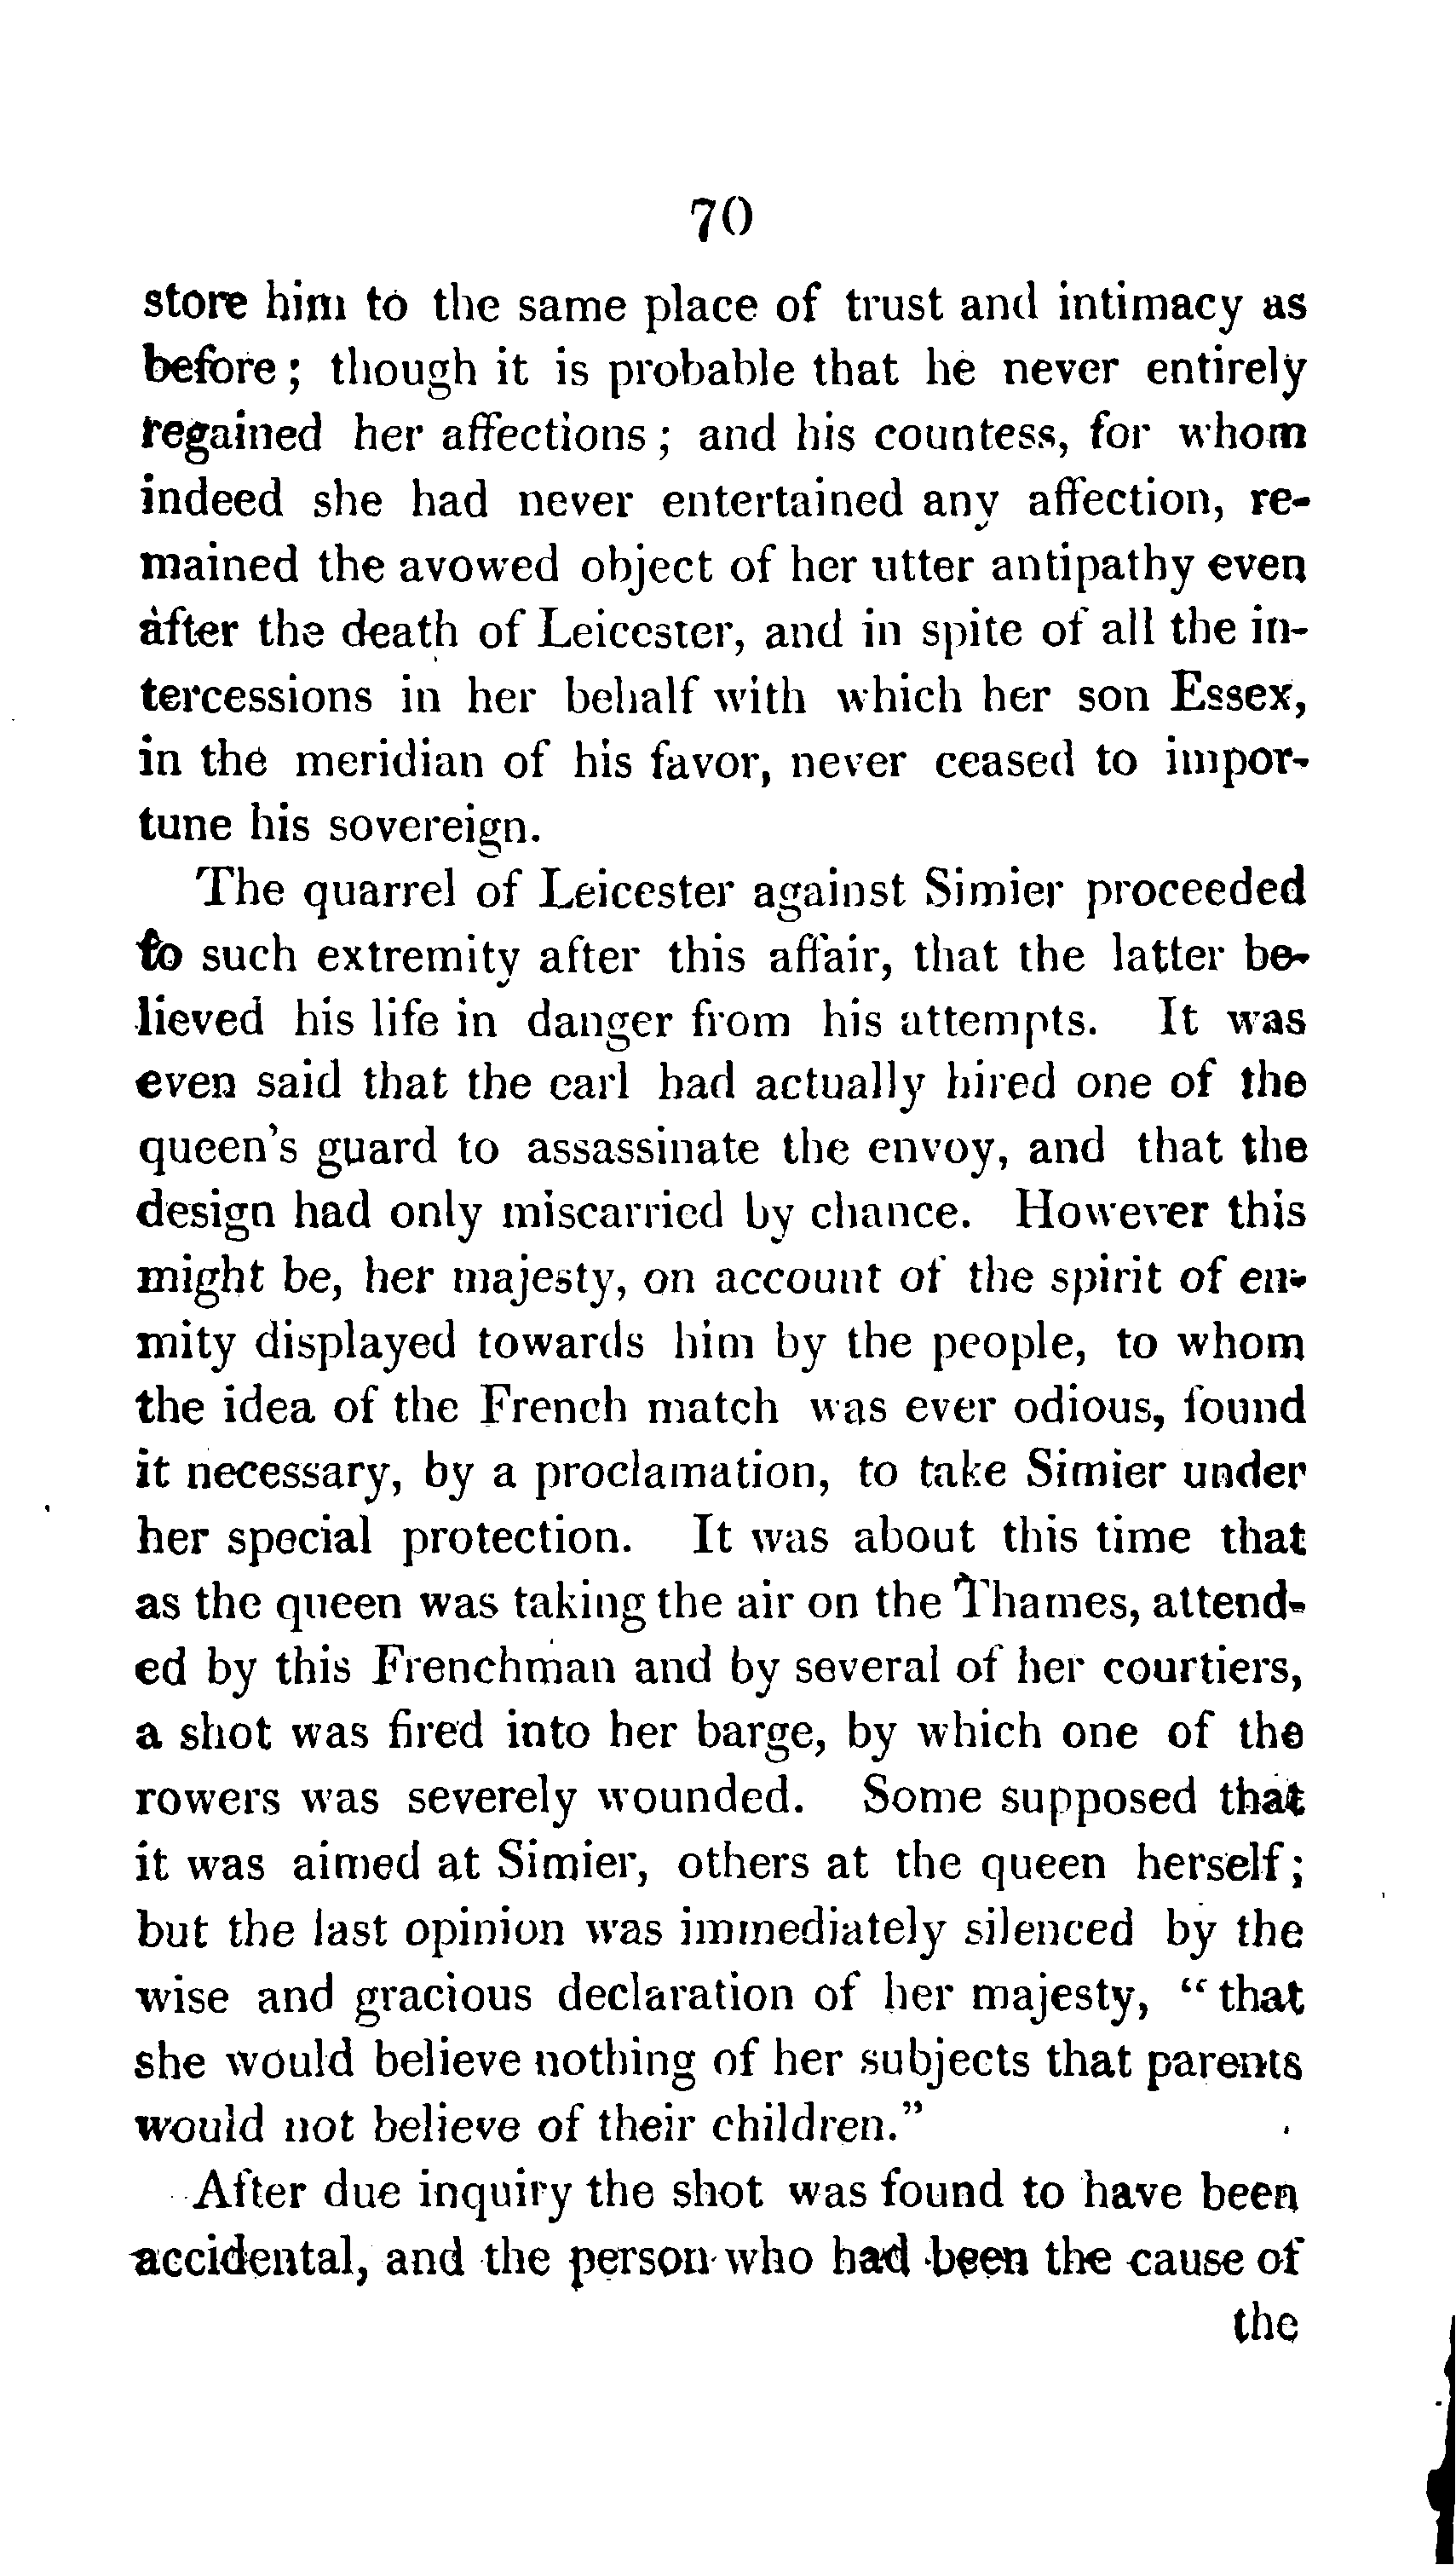 70
store him to the same place of trust and intimacy as
before; though it is probable that he never entirely
regained her affections; and his countess, for whom
indeed she had never entertained any affection, re-
mained the avowed object of her utter antipathy even
after the death of Leicester, and in spite of all the in-
tercessions in her behalf with which her son Essex,
in the meridian of his favor, never ceased to impor-
tune his sovereign.
The quarrel of Leicester against Simier proceeded
to such extremity after this affair, that the latter be-
lieved his life in danger from his attempts. It was
even said that the earl had actually hired one of the
queen's guard to assassinate the envoy, and that the
design had only miscarried by chance. However this
might be, her majesty, on account of the spirit of en-
mity displayed towards him by the people, to whom
the idea of the French match was ever odious, found
it necessary, by a proclamation, to take Simier under
her special protection. It was about this time that
as the queen was taking the air on the Thames, attend-
ed by this Frenchman and by several of her courtiers,
a shot was fired into her barge, by which one of the
rowers was severely wounded. Some supposed that
it was aimed at Simier, others at the queen herself;
but the last opinion was immediately silenced by the
wise and gracious declaration of her majesty, "that
she would believe nothing of her subjects that parents
would not believe of their children."
After due inquiry the shot was found to have been
accidental, and the person who had been the cause of
the